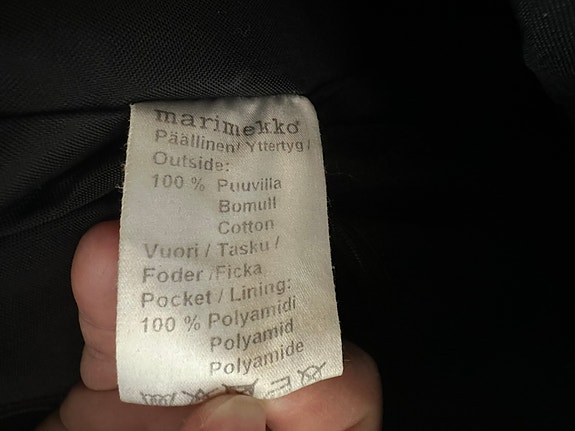 marimekko®
Päällinen/ Yttertyg/
Outside:
100 % Puuvilla
Bomull
Cotton
Vuori / Tasku /
Foder /Ficka
Pocket / Lining:
100 % Polyamidi
Polyamid
Polyamide